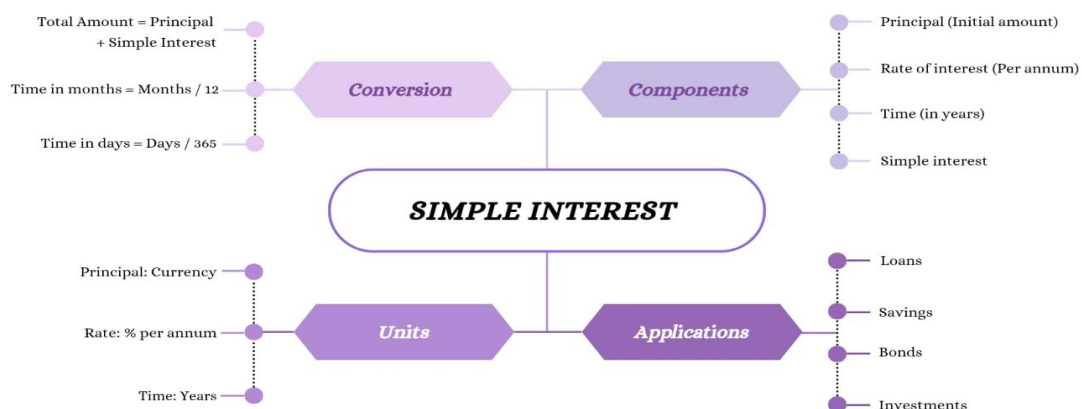 Total Amount = Principal
+ Simple Interest
Time in months = Months / 12
Time in days = Days / 365
Conversion
Components
Principal (Initial amount)
Rate of interest (Per annum)
Time (in years)
Simple interest
SIMPLE INTEREST
Principal: Currency
Rate: % per annum
Time: Years
Units
Applications
Loans
Savings
Bonds
Investments